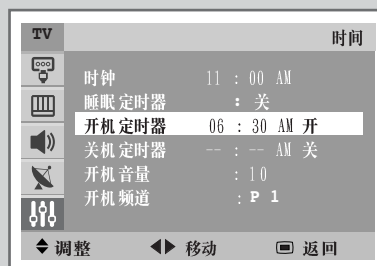 TV
时间
时钟 11 : 00 AM
睡眠定时器 : 关
开机定时器 06 : 30 AM 开
关机定时器 -- : -- AM 关
开机音量 : 10
开机频道 : P 1
调整 移动 返回